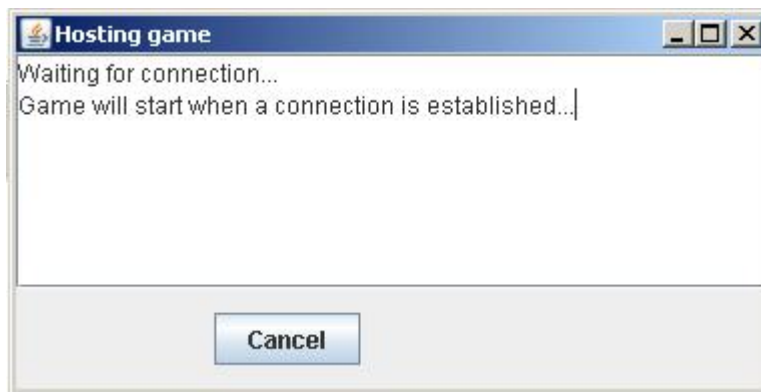 Hosting game
Waiting for connection...
Game will start when a connection is established...
Cancel